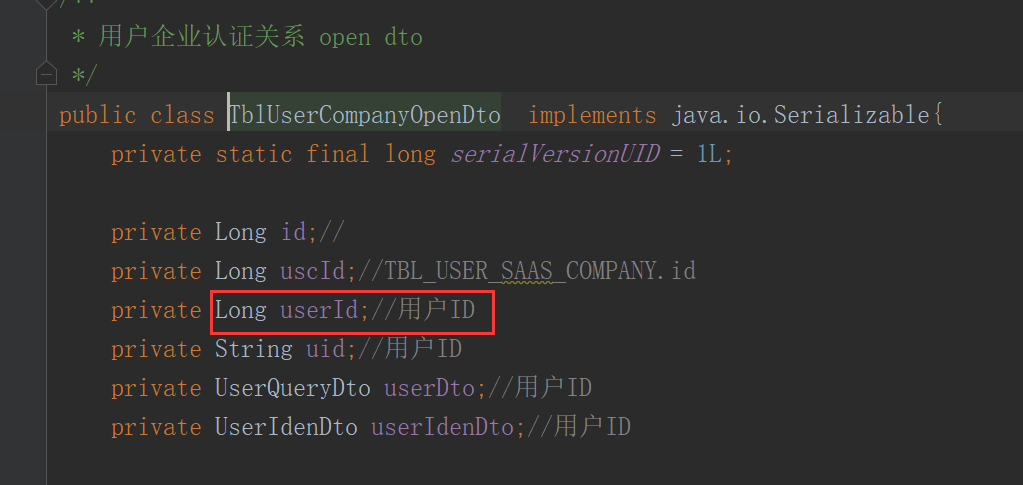 /**
* 用户企业认证关系 open dto
*/
public class TblUserCompanyOpenDto  implements java.io.Serializable{
private static final long serialVersionUID = 1L;
private Long id;//
private Long uscId;//TBL_USER_SAAS_COMPANY.id
private Long userId;//用户ID
private String uid;//用户ID
private UserQueryDto userDto;//用户ID
private UserIdenDto userIdenDto;//用户ID